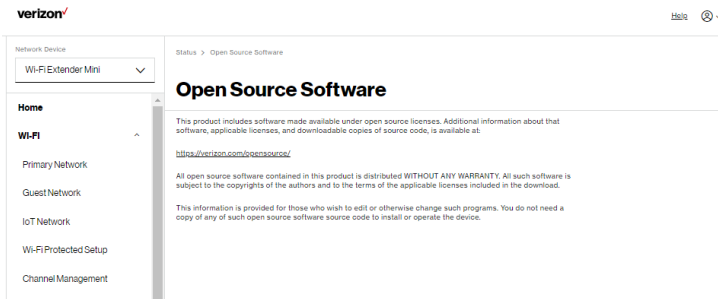 verizon
Help
Network Device
Wi-Fi Extender Mini
Home
Wi-Fi
Primary Network
Guest Network
IoT Network
Wi-Fi Protected Setup
Channel Management
Status > Open Source Software
Open Source Software
This product includes software made available under open source licenses. Additional information about that
software, applicable licenses, and downloadable copies of source code, is available at:
https://verizon.com/opensource/
All open source software contained in this product is distributed WITHOUT ANY WARRANTY. All such software is
subject to the copyrights of the authors and to the terms of the applicable licenses included in the download.
This information is provided for those who wish to edit or otherwise change such programs. You do not need a
copy of any of such open source software source code to install or operate the device.